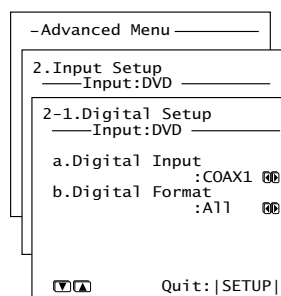 Advanced Menu
2.Input Setup
Input:DVD
2-1.Digital Setup
Input:DVD
a.Digital Input
:COAX1
b.Digital Format
:All
Quit:|SETUP|